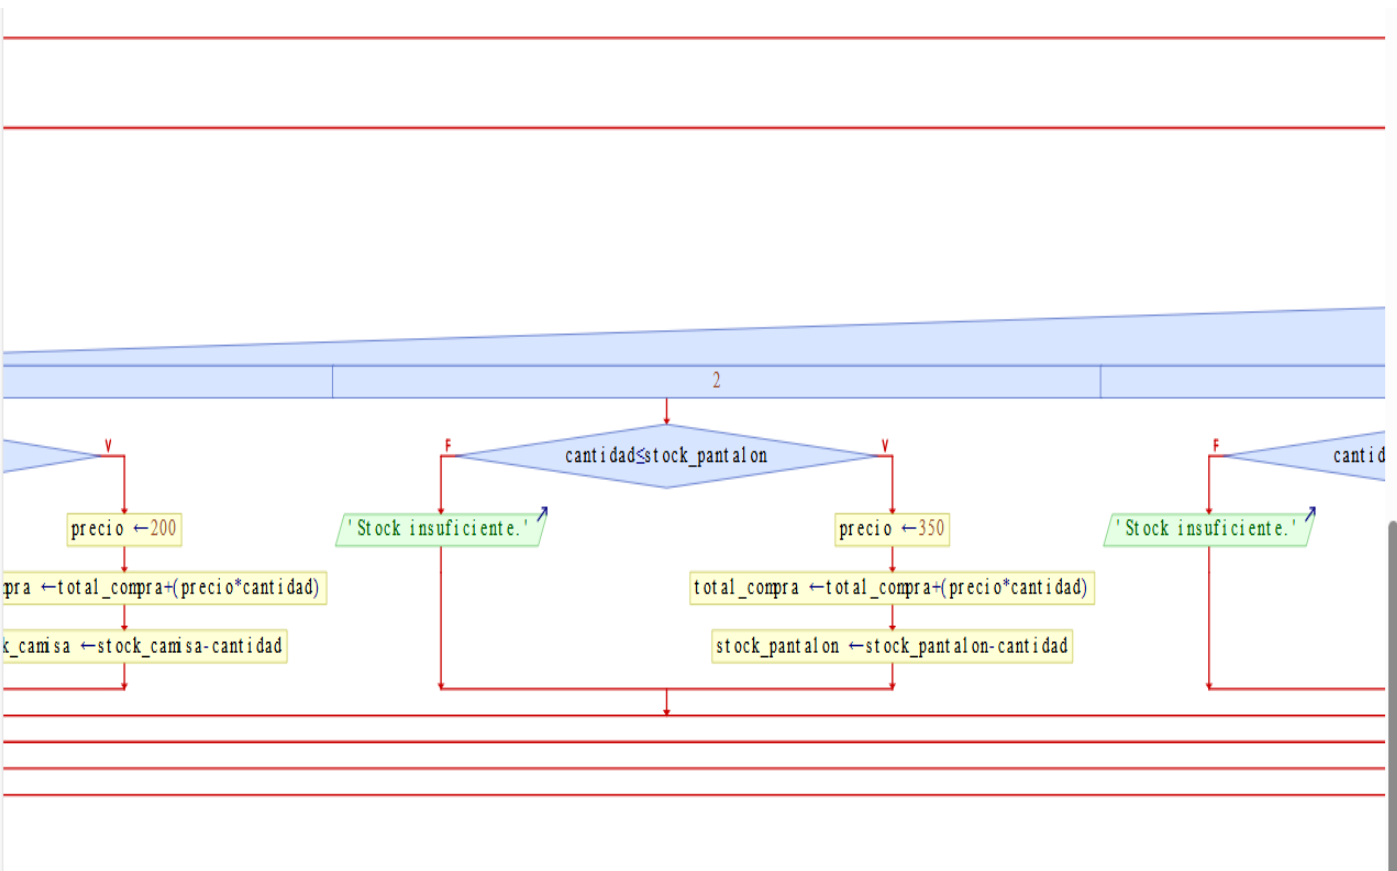 2
V
F
cantidad≤stock_pantalon
V
F
cantid
precio ←200
'Stock insuficiente.'
precio ←350
'Stock insuficiente.'
pra ←total_compra+(precio*cantidad)
total_compra ←total_compra+(precio*cantidad)
k_camisa ←stock_camisa-cantidad
stock_pantalon ←stock_pantalon-cantidad